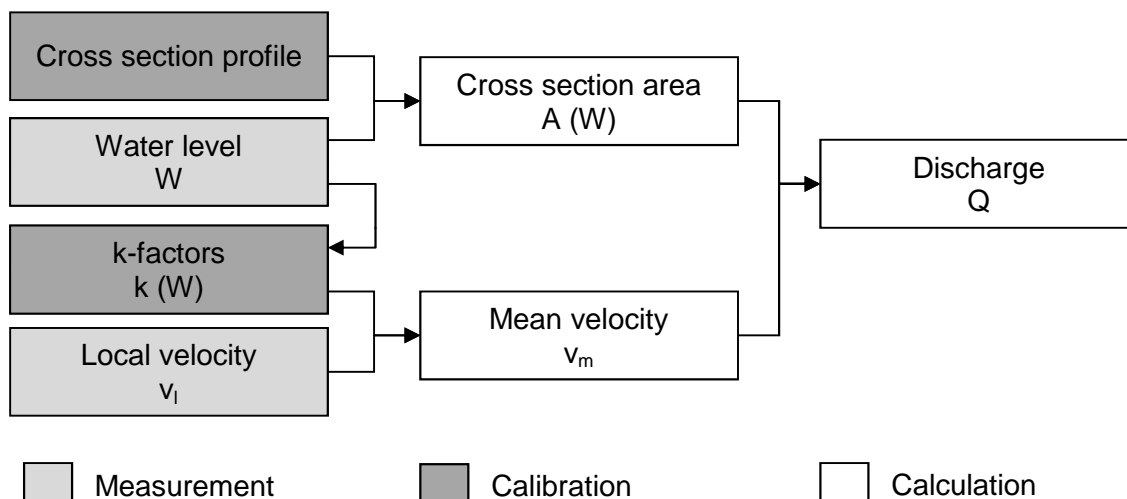 Cross section profile
Water level
W
k-factors
k (W)
Local velocity
vl
Cross section area
A (W)
Mean velocity
vm
Discharge
Q
Measurement
Calibration
Calculation